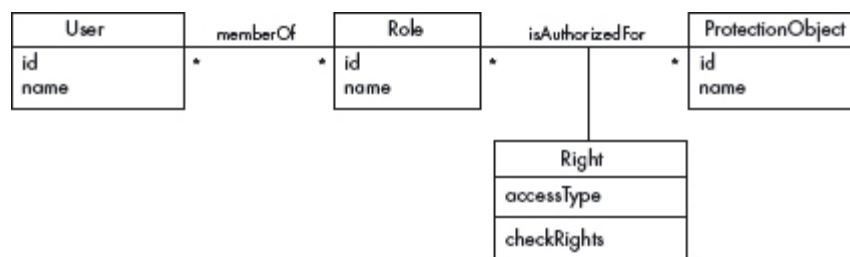 User
memberOf
Role
isAuthorizedFor
ProtectionObject
id
name
*
*
id
name
*
*
id
name
Right
accessType
checkRights